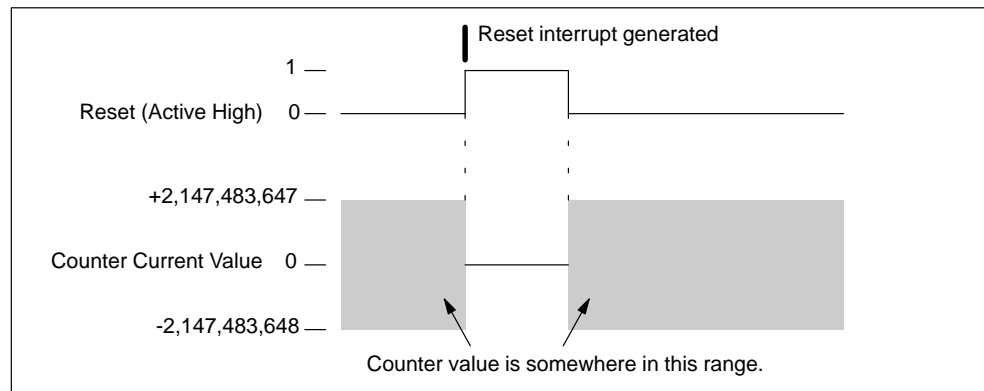 Reset interrupt generated
1
Reset (Active High) 0
+2,147,483,647
Counter Current Value 0
-2,147,483,648
Counter value is somewhere in this range.